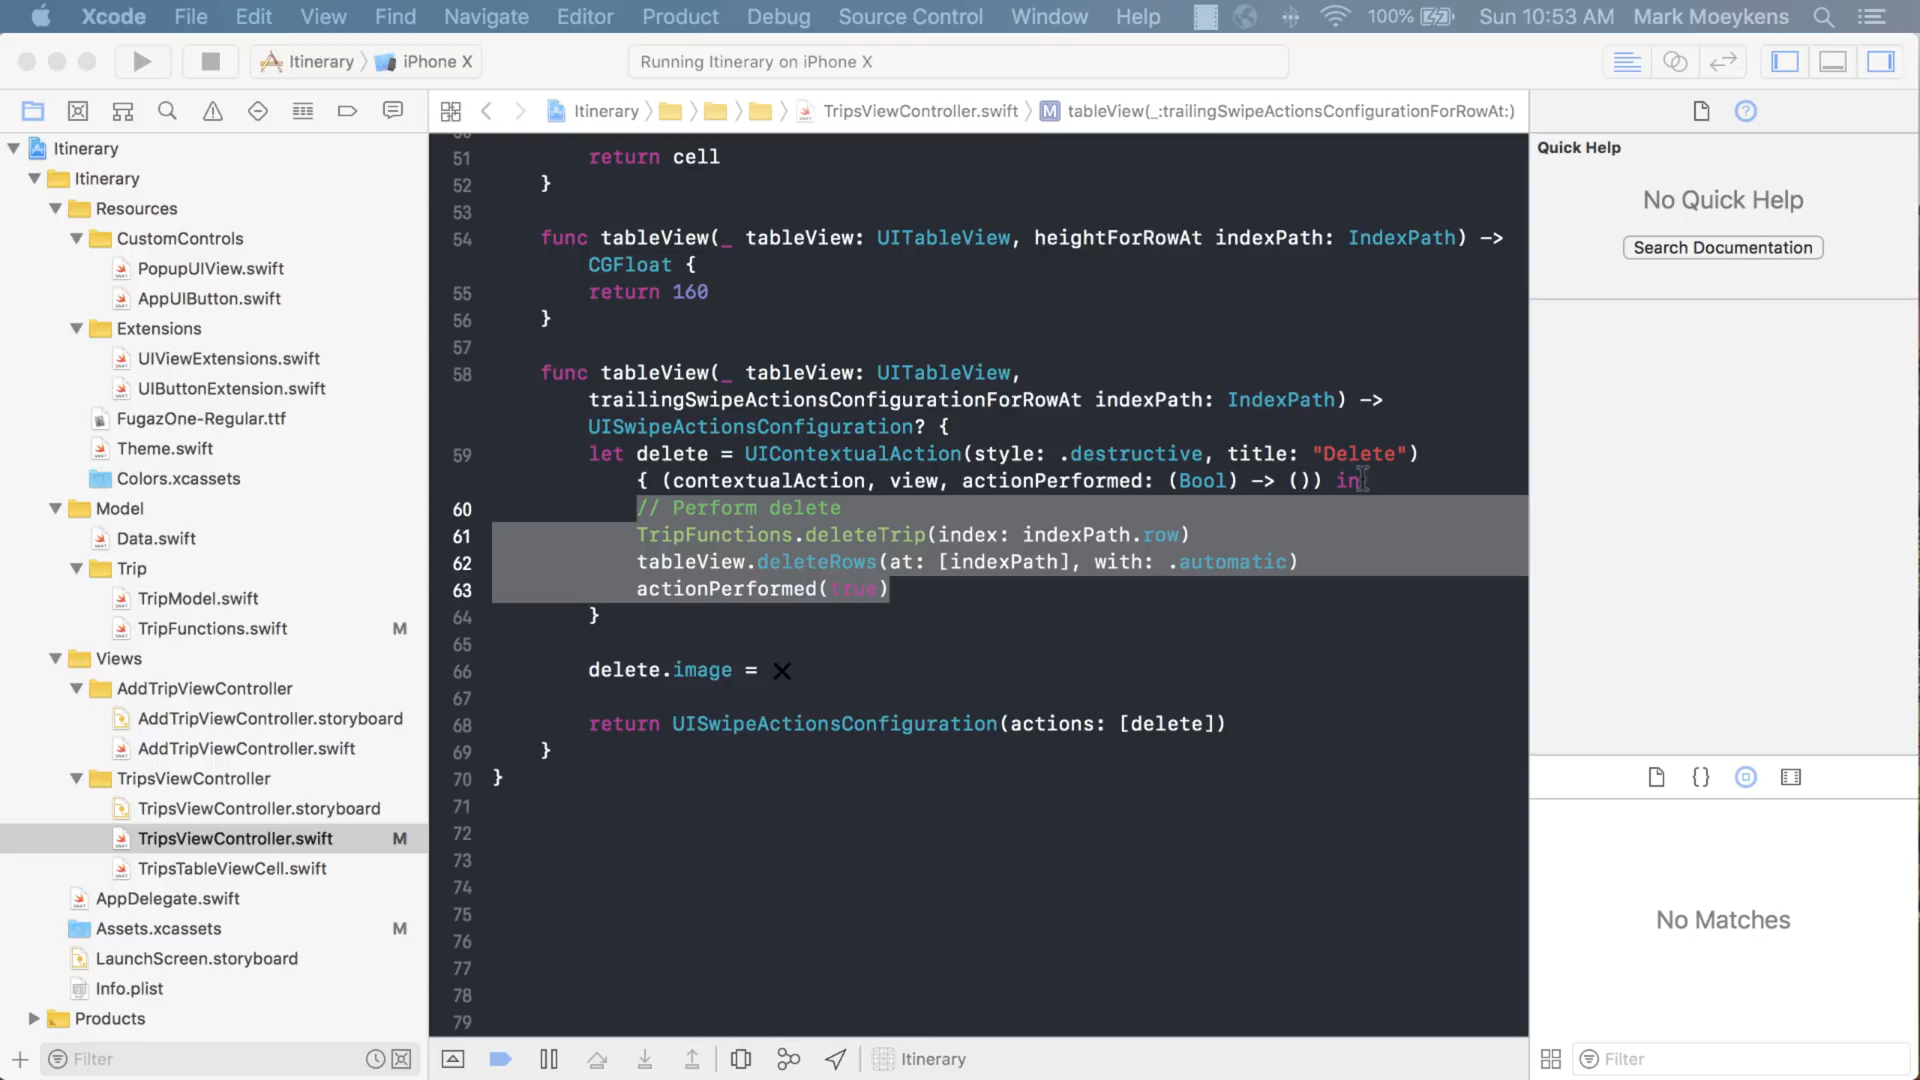 Xcode File Edit View Find Navigate Editor Product Debug Source Control Window Help 100% Sun 10:53 AM Mark Moeykens
Itinerary iPhone X
Running Itinerary on iPhone X
Itinerary TripsViewController.swift M tableView(_:trailingSwipeActionsConfigurationForRowAt:)
Itinerary
Itinerary
Resources
CustomControls
PopupUIView.swift
AppUIButton.swift
Extensions
UIViewExtensions.swift
UIButtonExtension.swift
FugazOne-Regular.ttf
Theme.swift
Colors.xcassets
Model
Data.swift
Trip
TripModel.swift
TripFunctions.swift M
Views
AddTripViewController
AddTripViewController.storyboard
AddTripViewController.swift
TripsViewController
TripsViewController.storyboard
TripsViewController.swift M
TripsTableViewCell.swift
AppDelegate.swift
Assets.xcassets M
LaunchScreen.storyboard
Info.plist
Products
Filter
51 return cell
52 }
53
54 func tableView(_ tableView: UITableView, heightForRowAt indexPath: IndexPath) ->
CGFloat {
55 return 160
56 }
57
58 func tableView(_ tableView: UITableView,
trailingSwipeActionsConfigurationForRowAt indexPath: IndexPath) ->
UISwipeActionsConfiguration? {
59 let delete = UIContextualAction(style: .destructive, title: "Delete")
{ (contextualAction, view, actionPerformed: (Bool) -> ()) in
60 // Perform delete
61 TripFunctions.deleteTrip(index: indexPath.row)
62 tableView.deleteRows(at: [indexPath], with: .automatic)
63 actionPerformed(true)
64 }
65
66 delete.image =
67
68 return UISwipeActionsConfiguration(actions: [delete])
69 }
70 }
71
72
73
74
75
76
77
78
79
Itinerary
Quick Help
No Quick Help
Search Documentation
{}
No Matches
Filter